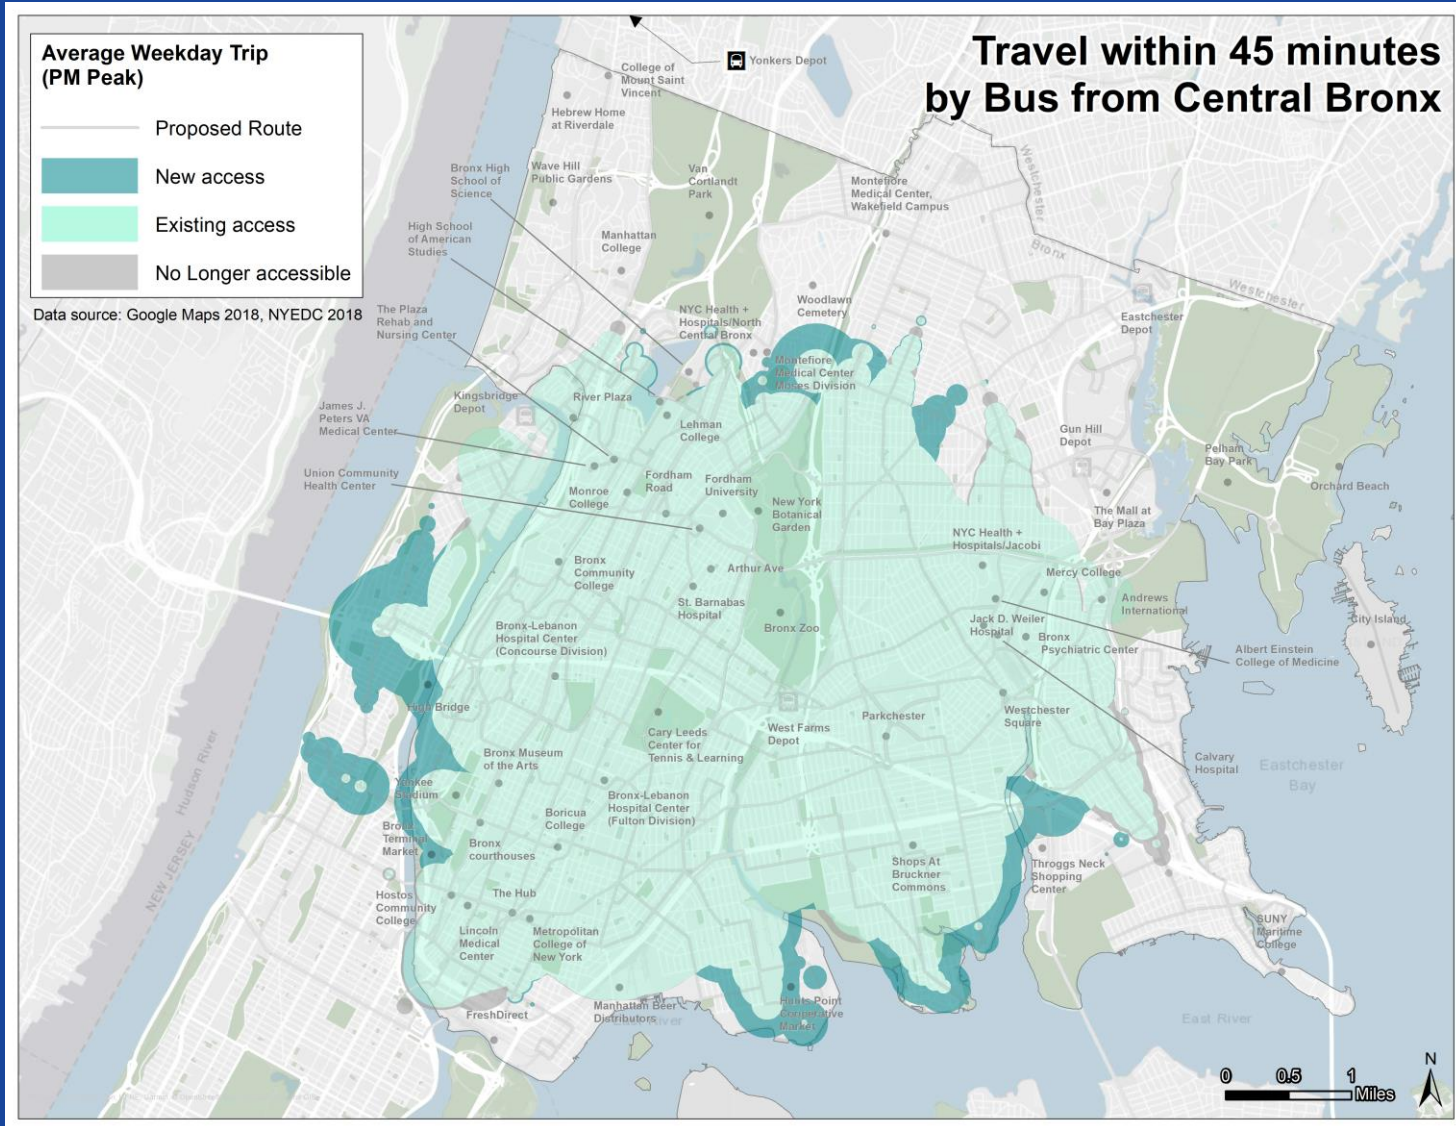 Travel within 45 minutes
by Bus from Central Bronx
Average Weekday Trip
(PM Peak)
Proposed Route
New access
Existing access
No Longer accessible
Data source: Google Maps 2018, NYEDC 2018
Yonkers Depot
College of
Mount Saint
Vincent
Hebrew Home
at Riverdale
Bronx High
School of
Science
Wave Hill
Public Gardens
Van
Cortlandt
Park
Montefiore
Medical Center,
Wakefield Campus
Westchester
Bronx
Westchester
High School
of American
Studies
Manhattan
College
Woodlawn
Cemetery
Eastchester
Depot
The Plaza
Rehab and
Nursing Center
NYC Health +
Hospitals/North
Central Bronx
Montefiore
Medical Center
Moses Division
Kingsbridge
Depot
River Plaza
James J.
Peters VA
Medical Center
Lehman
College
Gun Hill
Depot
Pelham
Bay Park
Orchard Beach
Union Community
Health Center
Monroe
College
Fordham
Road
Fordham
University
New York
Botanical
Garden
The Mall at
Bay Plaza
NYC Health +
Hospitals/Jacobi
Bronx
Community
College
Arthur Ave
Mercy College
St. Barnabas
Hospital
Andrews
International
Bronx Zoo
Jack D. Weiler
Hospital
Bronx
Psychiatric Center
City Island
Bronx-Lebanon
Hospital Center
(Concourse Division)
Albert Einstein
College of Medicine
High Bridge
Cary Leeds
Center for
Tennis & Learning
West Farms
Depot
Parkchester
Westchester
Square
Hudson River
NEW JERSEY
Bronx Museum
of the Arts
Calvary
Hospital
Eastchester
Bay
Yankee
Stadium
Bronx-Lebanon
Hospital Center
(Fulton Division)
Boricua
College
Bronx
Terminal
Market
Bronx
courthouses
Shops At
Bruckner
Commons
Throggs Neck
Shopping
Center
Hostos
Community
College
The Hub
Lincoln
Medical
Center
Metropolitan
College of
New York
SUNY
Maritime
College
FreshDirect
Manhattan Beer
Distributors
Hunts Point
Cooperative
Market
East River
East River
N
0 0.5 1
Miles